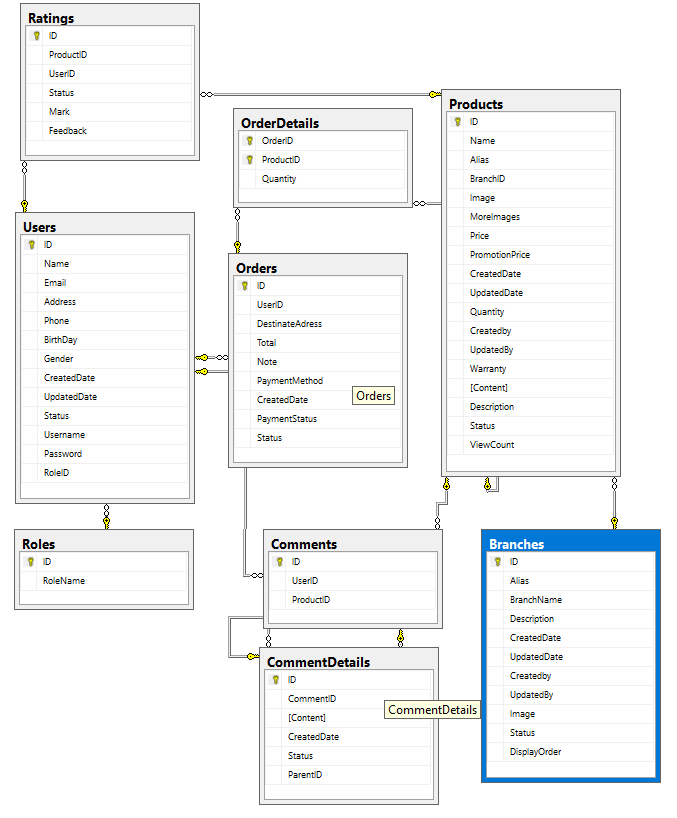 Ratings
ID
ProductID
UserID
Status
Mark
Feedback
OrderDetails
OrderID
ProductID
Quantity
Products
ID
Name
Alias
BranchID
Image
MoreImages
Price
PromotionPrice
CreatedDate
UpdatedDate
Quantity
Createdby
UpdatedBy
Warranty
[Content]
Description
Status
ViewCount
Users
ID
Name
Email
Address
Phone
BirthDay
Gender
CreatedDate
UpdatedDate
Status
Username
Password
RoleID
Orders
ID
UserID
DestinateAdress
Total
Note
PaymentMethod
CreatedDate
PaymentStatus
Status
Orders
Roles
ID
RoleName
Comments
ID
UserID
ProductID
Branches
ID
Alias
BranchName
Description
CreatedDate
UpdatedDate
Createdby
UpdatedBy
Image
Status
DisplayOrder
CommentDetails
ID
CommentID
[Content]
CreatedDate
Status
ParentID
CommentDetails